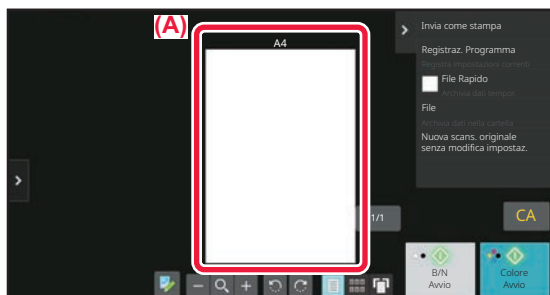 (A)
A4
Invia come stampa
Registraz. Programma
Registra impostazioni correnti
File Rapido
Archivia dati tempor.
File
Archivia dati nella cartella
Nuova scans. originale
senza modifica impostaz.
1/1
CA
B/N
Avvio
Colore
Avvio